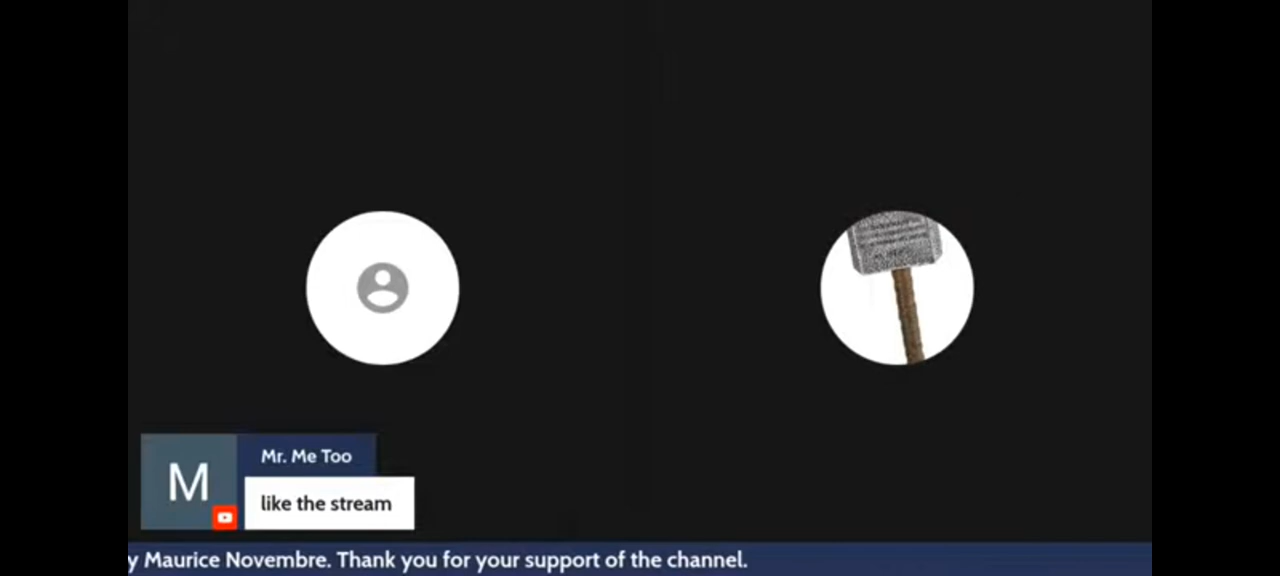 M
Mr. Me Too
like the stream
y Maurice Novembre. Thank you for your support of the channel.